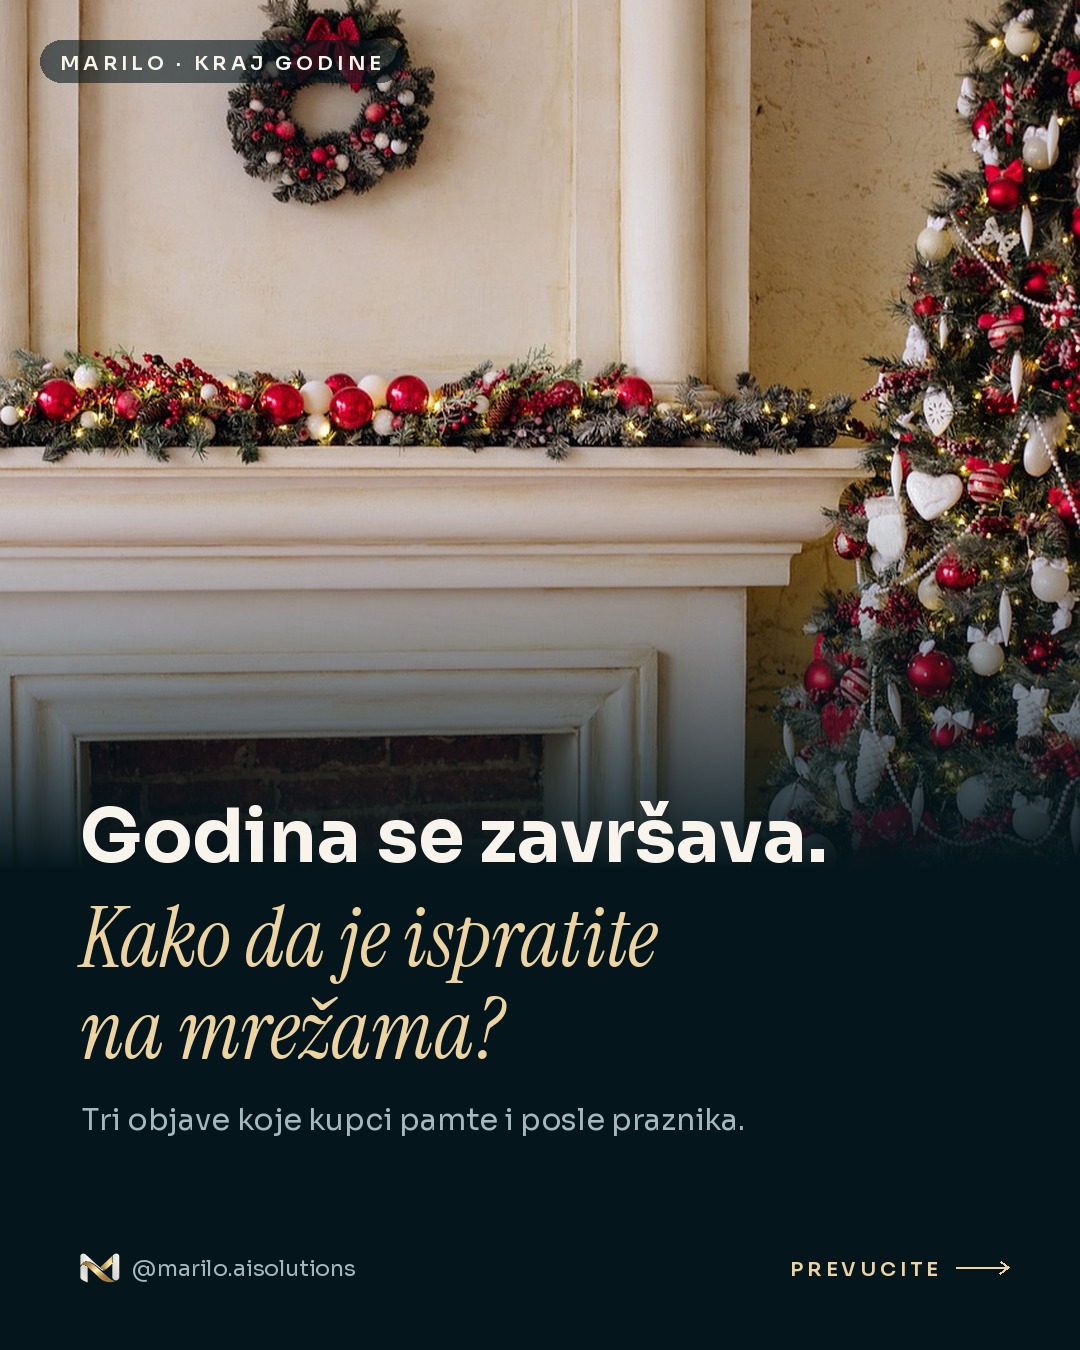 MARILO · KRAJ GODINE
Godina se završava.
Kako da je ispratite
na mrežama?
Tri objave koje kupci pamte i posle praznika.
@marilo.aisolutions
PREVUCITE